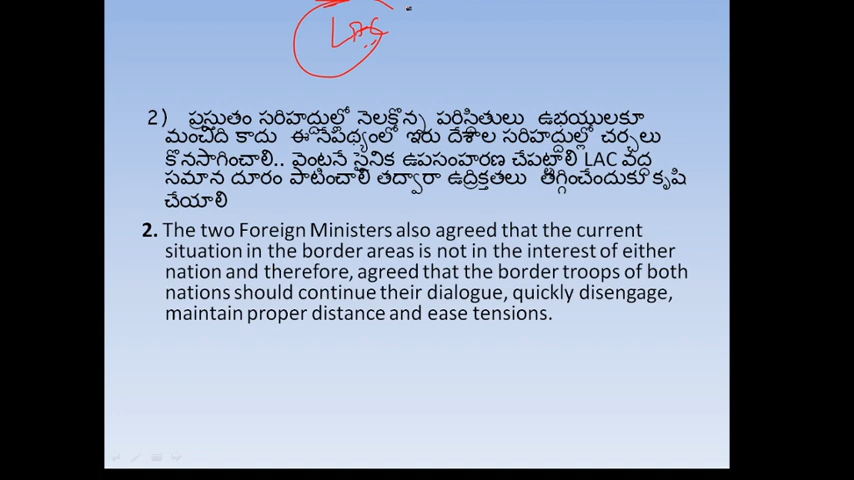 LAC
2) ప్రస్తుతం సరిహద్దుల్లో నెలకొన్న పరిస్థితులు ఉభయులకూ
మంచిది కాదు ఈ నేపథ్యంలో ఇరు దేశాల సరిహద్దుల్లో చర్చలు
కొనసాగించాలి.. వెంటనే సైనిక ఉపసంహరణ చేపట్టాలి LAC వద్ద
సమాన దూరం పాటించాలి తద్వారా ఉద్రిక్తతలు తగ్గించేందుకు కృషి
చేయాలి
2. The two Foreign Ministers also agreed that the current
situation in the border areas is not in the interest of either
nation and therefore, agreed that the border troops of both
nations should continue their dialogue, quickly disengage,
maintain proper distance and ease tensions.